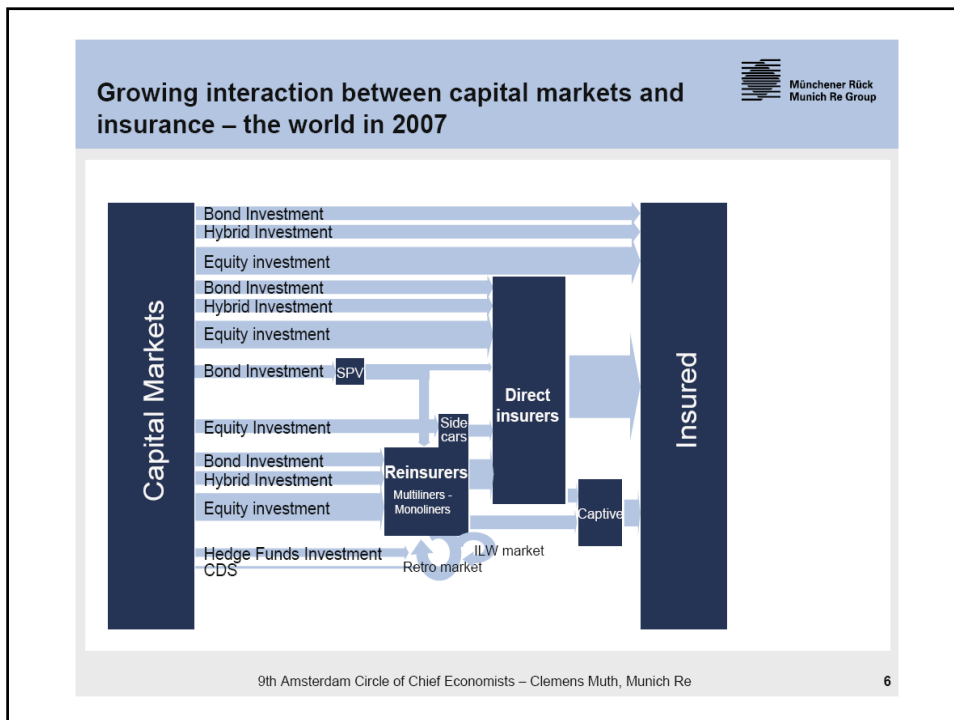 Growing interaction between capital markets and
insurance – the world in 2007
Münchener Rück
Munich Re Group
Capital Markets
Bond Investment
Hybrid Investment
Equity investment
Bond Investment
Hybrid Investment
Equity investment
Bond Investment
SPV
Equity Investment
Side
cars
Bond Investment
Hybrid Investment
Equity investment
Reinsurers
Multiliners -
Monoliners
Direct
insurers
Captive
Insured
Hedge Funds Investment
CDS
Retro market
ILW market
9th Amsterdam Circle of Chief Economists – Clemens Muth, Munich Re
6